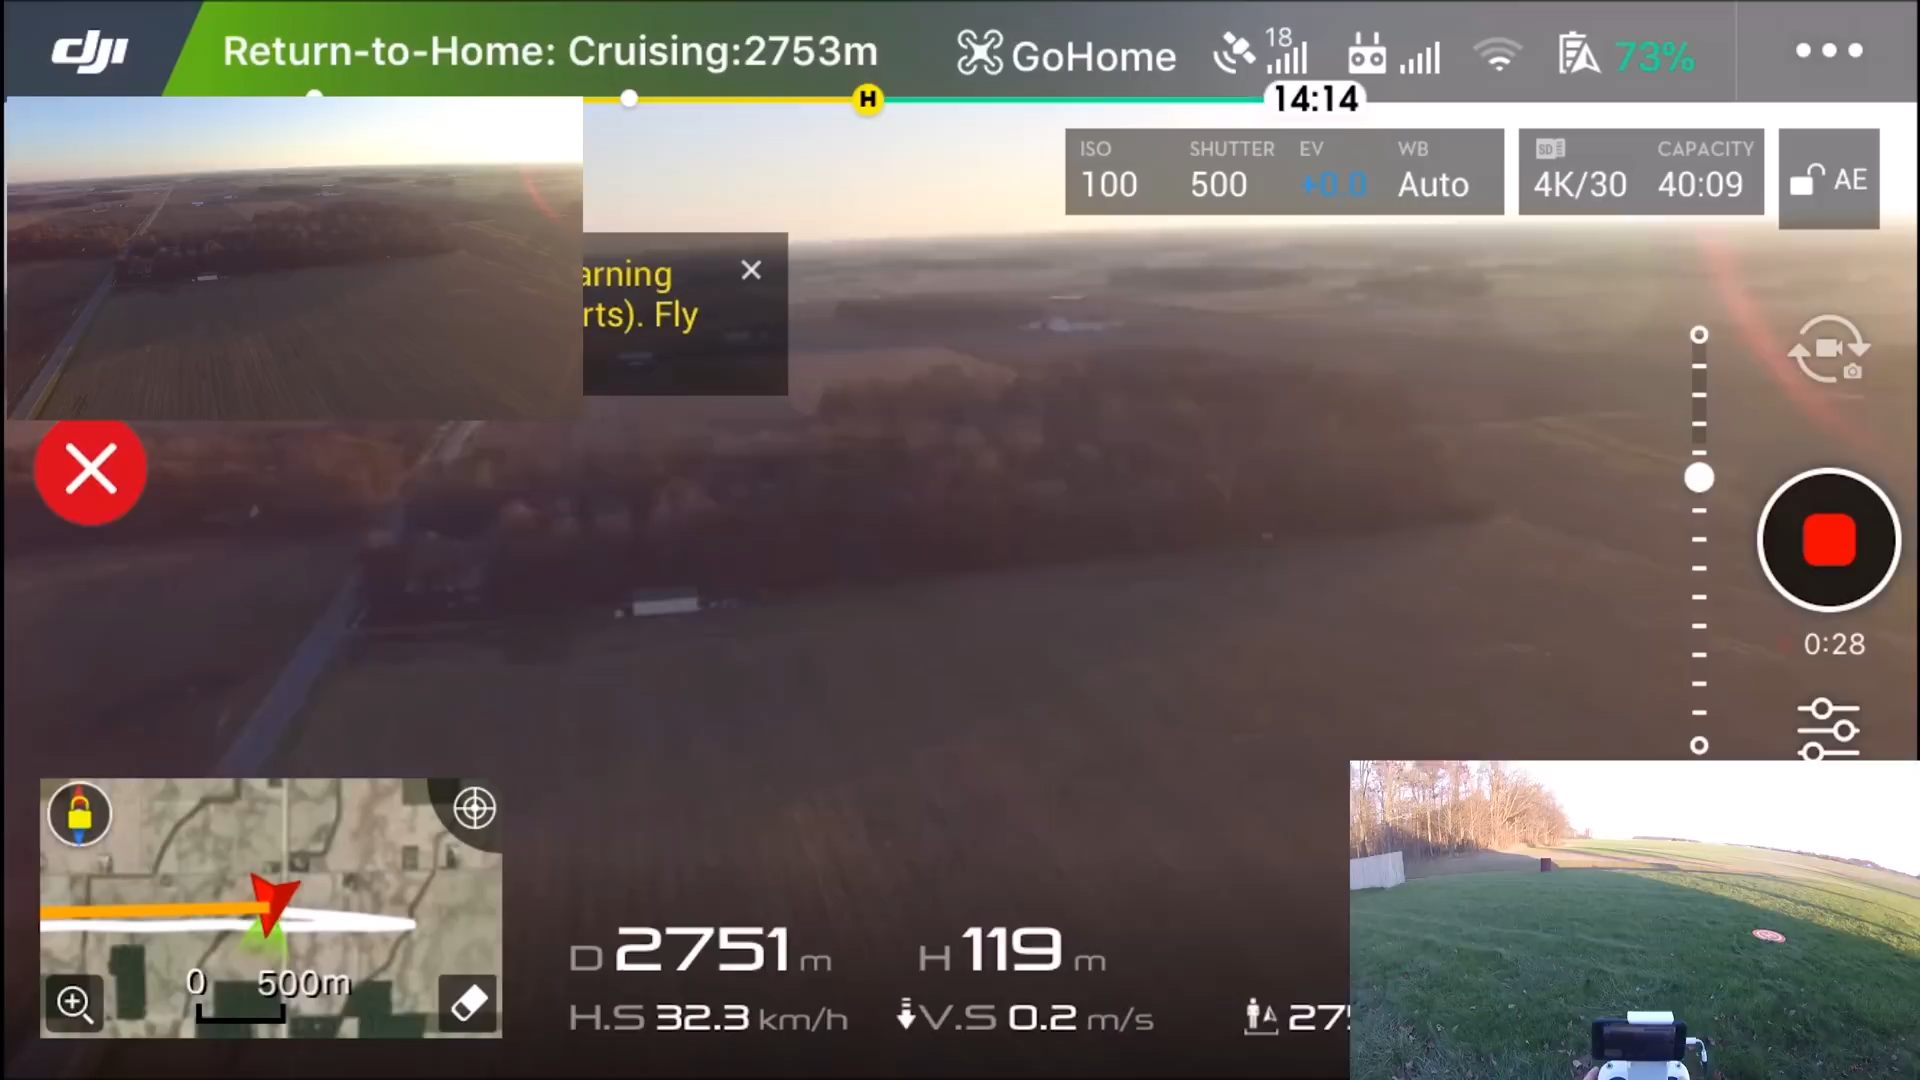 dji Return-to-Home: Cruising:2753m GoHome 18 73%
H 14:14
ISO SHUTTER EV WB SD CAPACITY
100 500 +0.0 Auto 4K/30 40:09 AE
arning
rts). Fly
0:28
0 500m
D 2751 m H 119 m
H.S 32.3 km/h V.S 0.2 m/s 27